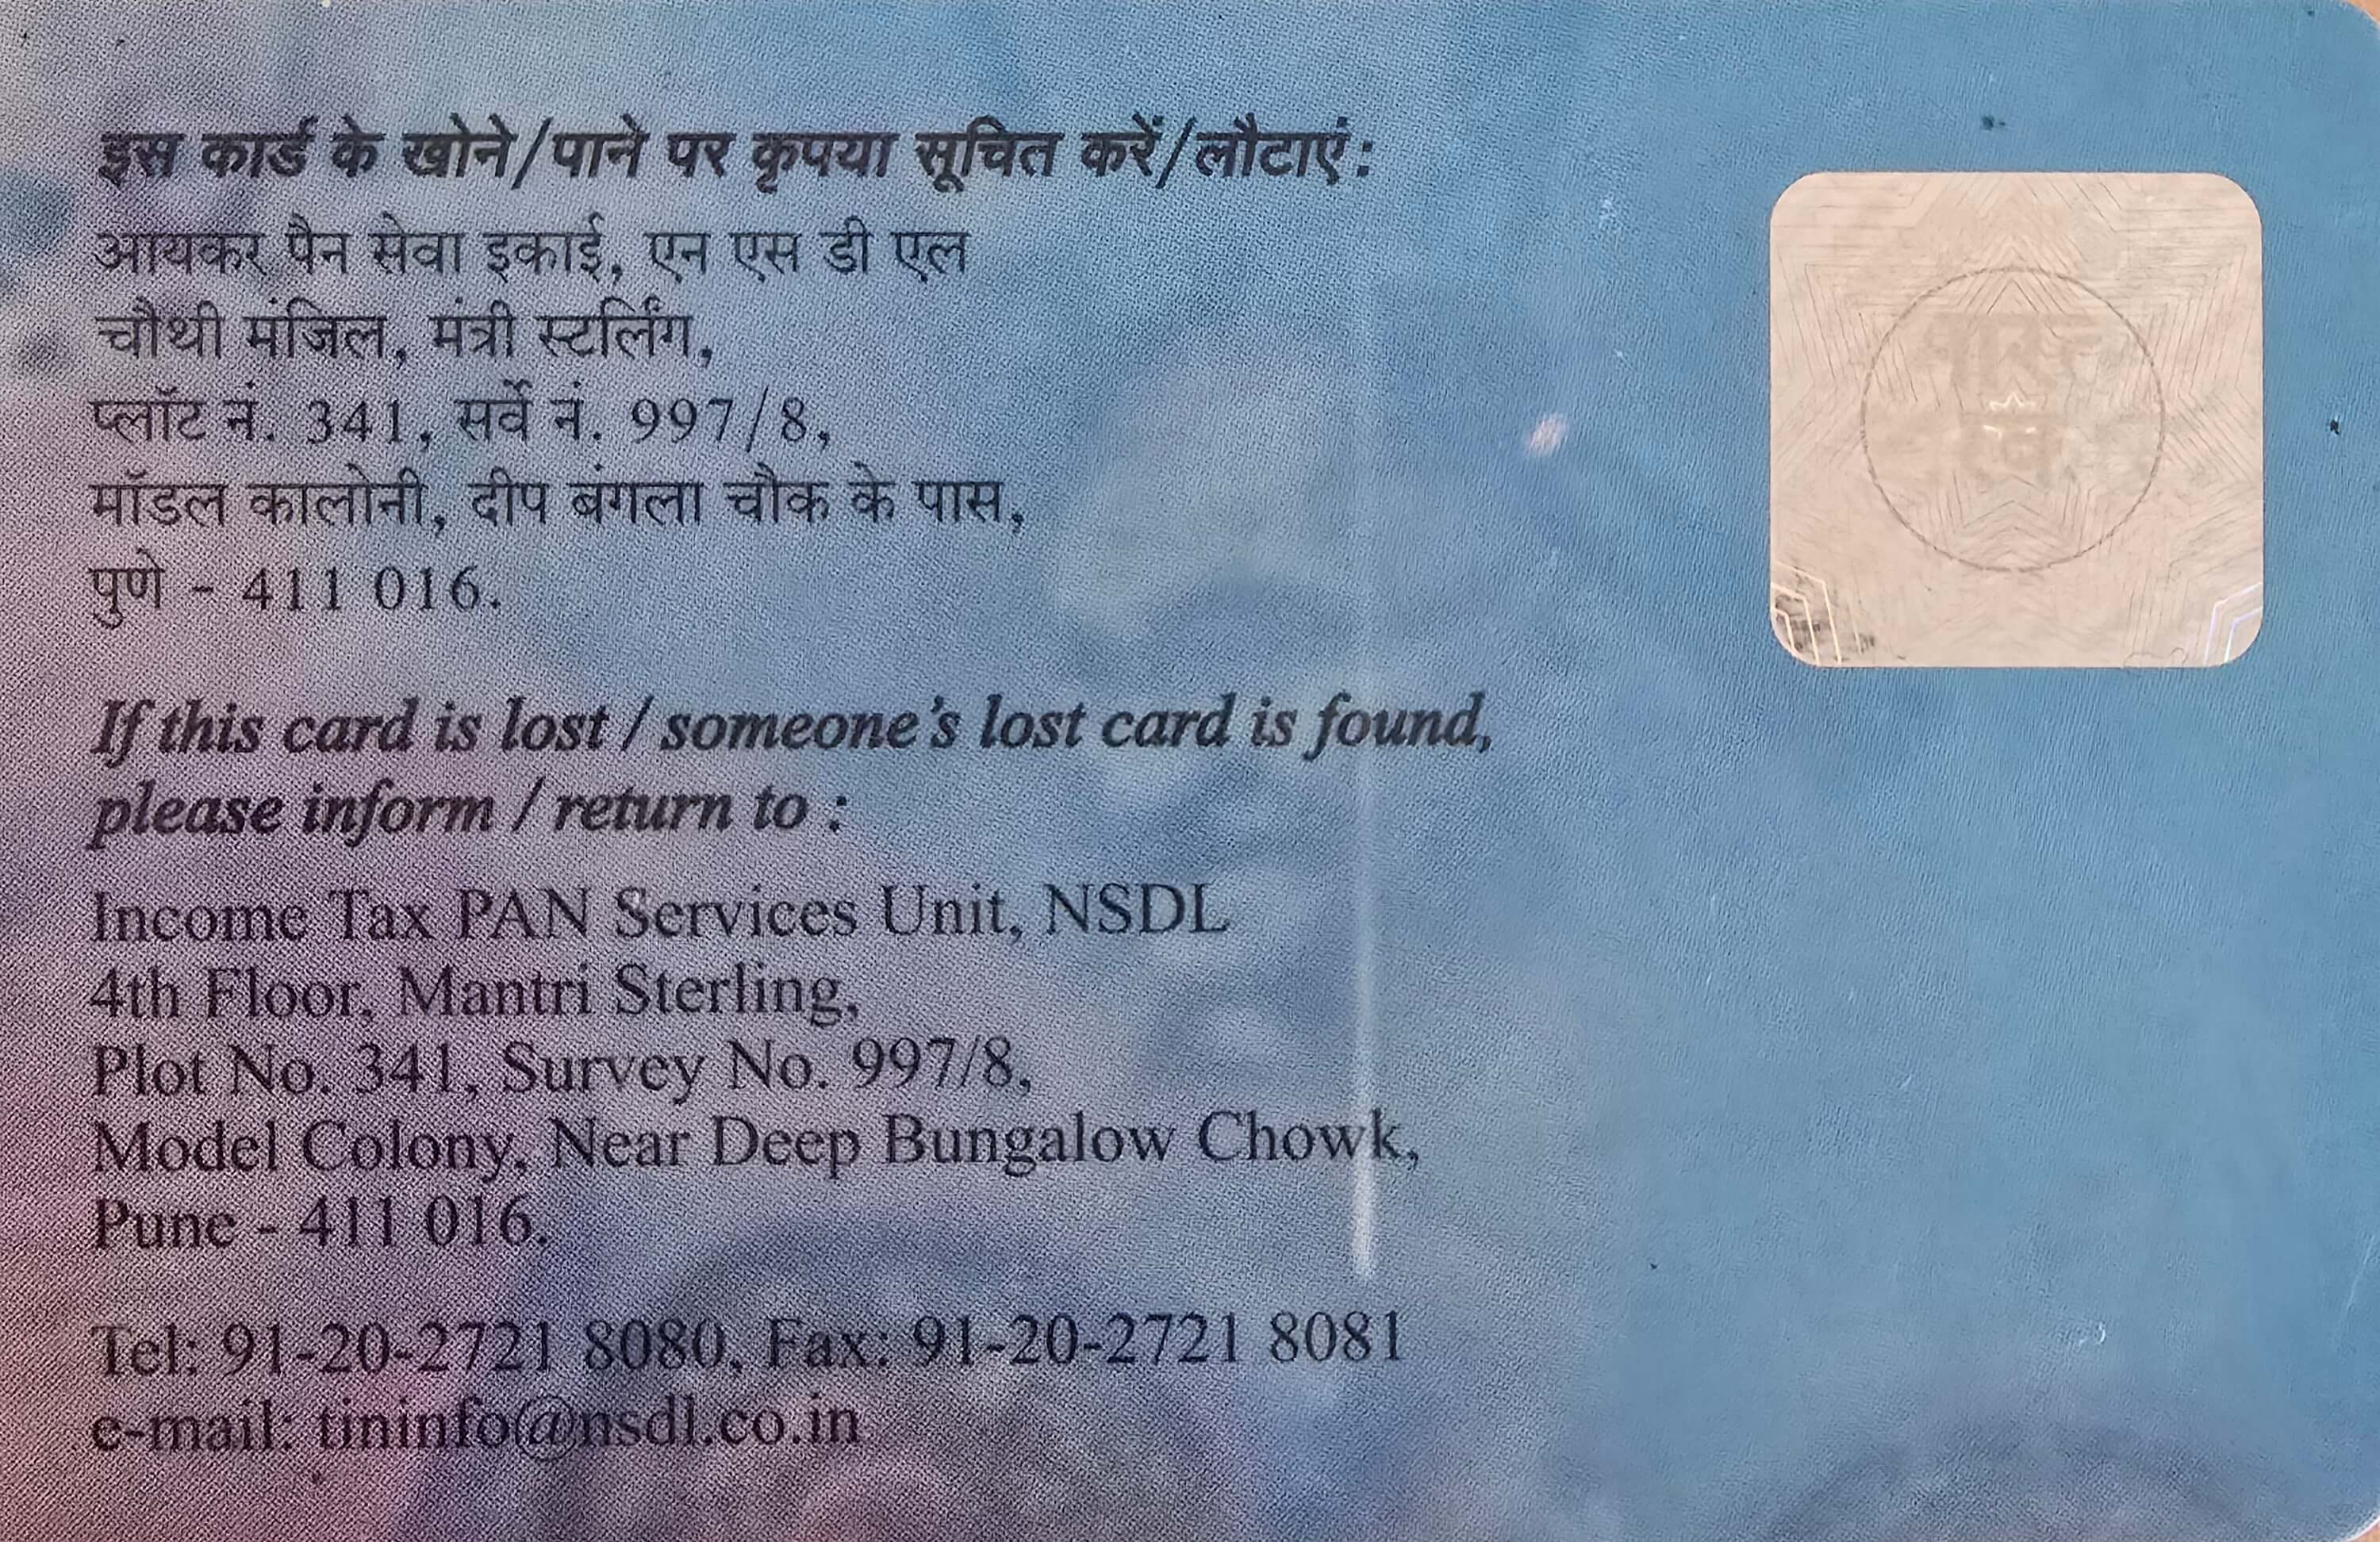 इस कार्ड के खोने/पाने पर कृपया सूचित करें/लौटाएं:
आयकर पैन सेवा इकाई, एन एस डी एल
चौथी मंजिल, मंत्री स्टर्लिंग,
प्लॉट नं. 341, सर्वे नं. 997/8,
मॉडल कालोनी, दीप बंगला चौक के पास,
पुणे - 411 016.
If this card is lost / someone's lost card is found,
please inform / return to :
Income Tax PAN Services Unit, NSDL
4th Floor, Mantri Sterling,
Plot No. 341, Survey No. 997/8,
Model Colony, Near Deep Bungalow Chowk,
Pune - 411 016.
Tel: 91-20-2721 8080, Fax: 91-20-2721 8081
e-mail: tininfo@nsdl.co.in